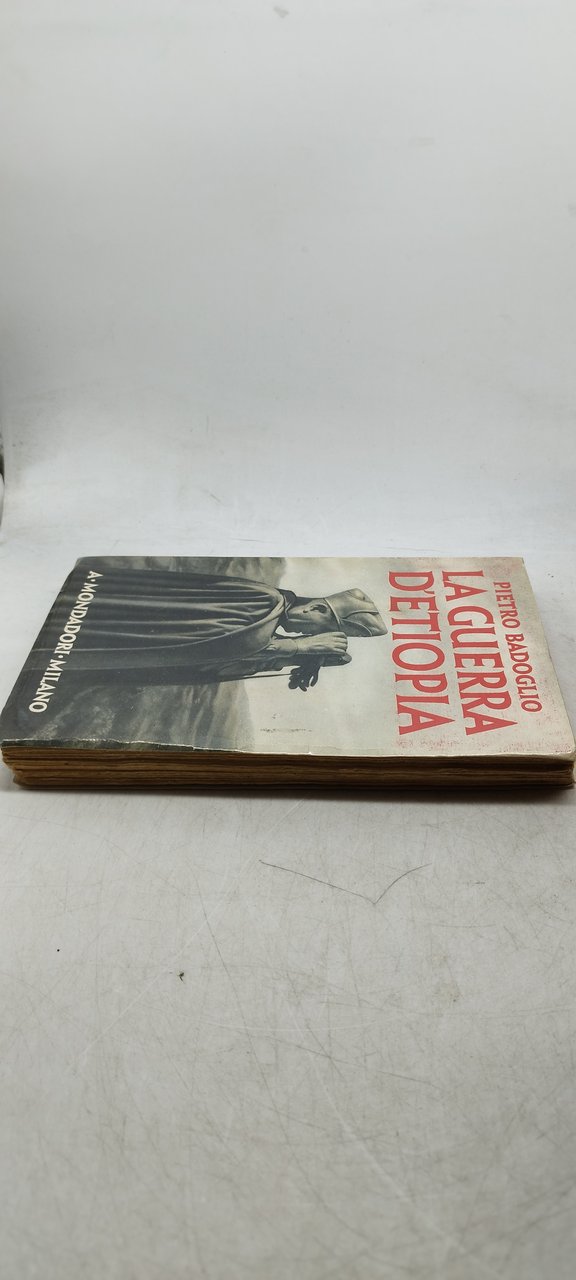 PIETRO BADOGLIO
LA GUERRA
D'ETIOPIA
A · MONDADORI · MILANO